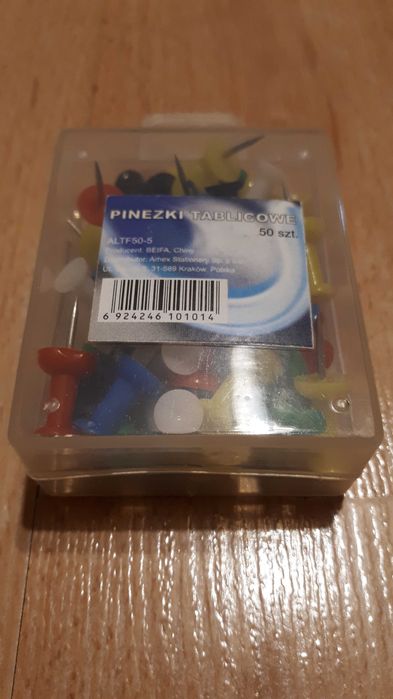 PINEZKI TABLICOWE
50 szt.
ALTF50-5
Producent: BEIFA, Chiny
Dystrybutor: Amex Stationery Sp. z
Ul. 31-589 Kraków, Polska
6 924246 101014